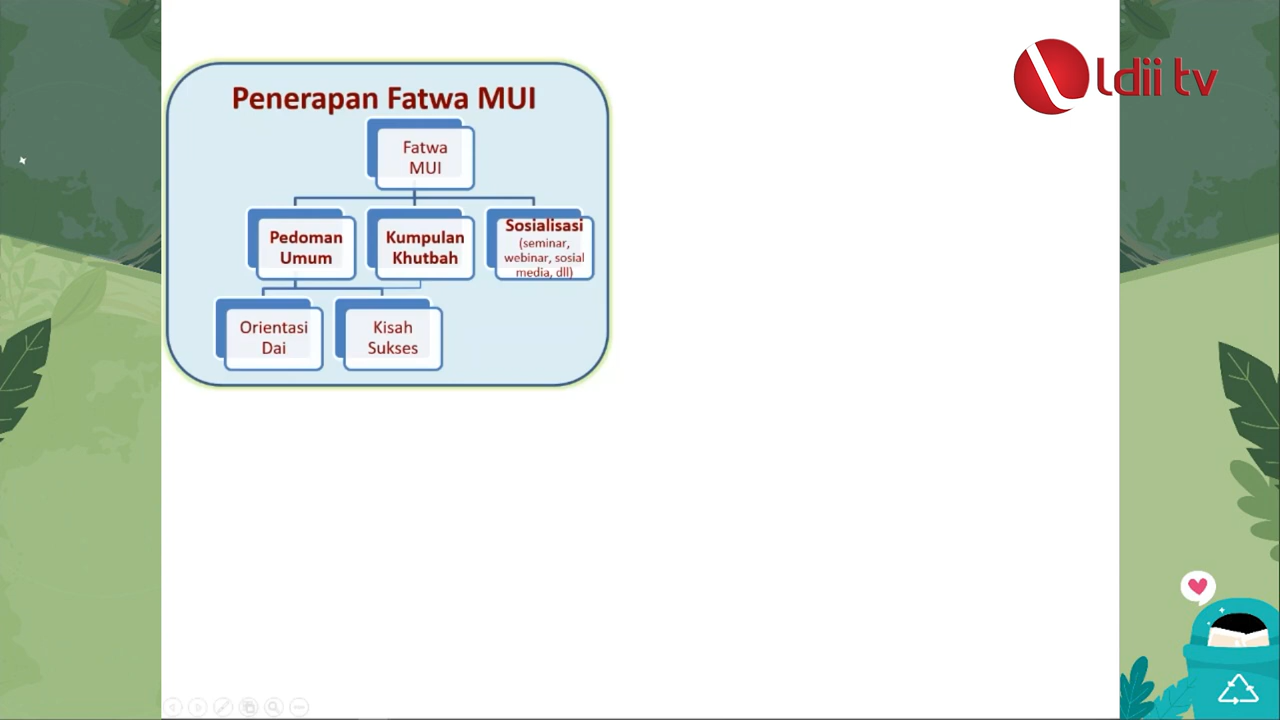 ldii tv
Penerapan Fatwa MUI
Fatwa
MUI
Pedoman
Umum
Kumpulan
Khutbah
Sosialisasi
(seminar,
webinar, sosial
media, dll)
Orientasi
Dai
Kisah
Sukses